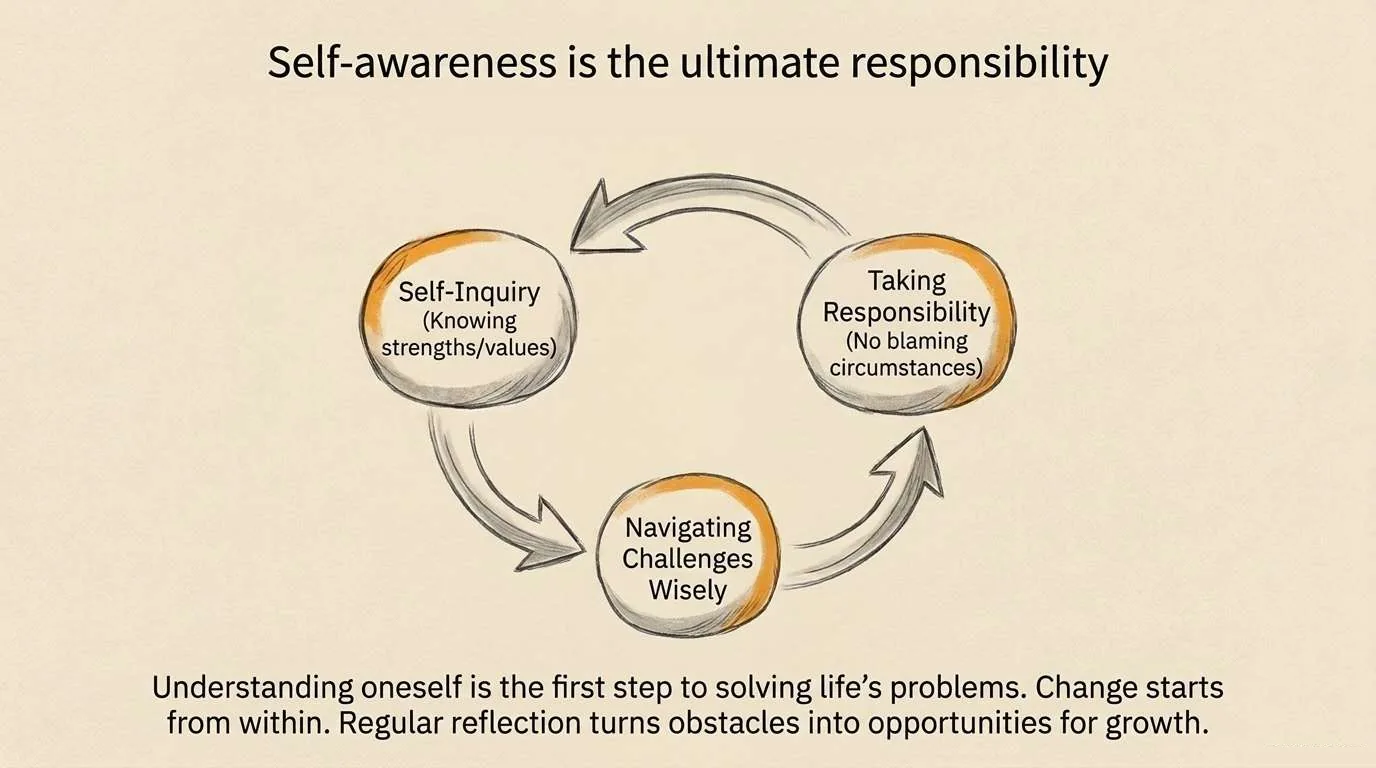 Self-awareness is the ultimate responsibility
Self-Inquiry
(Knowing
strengths/values)
Taking
Responsibility
(No blaming
circumstances)
Navigating
Challenges
Wisely
Understanding oneself is the first step to solving life’s problems. Change starts
from within. Regular reflection turns obstacles into opportunities for growth.